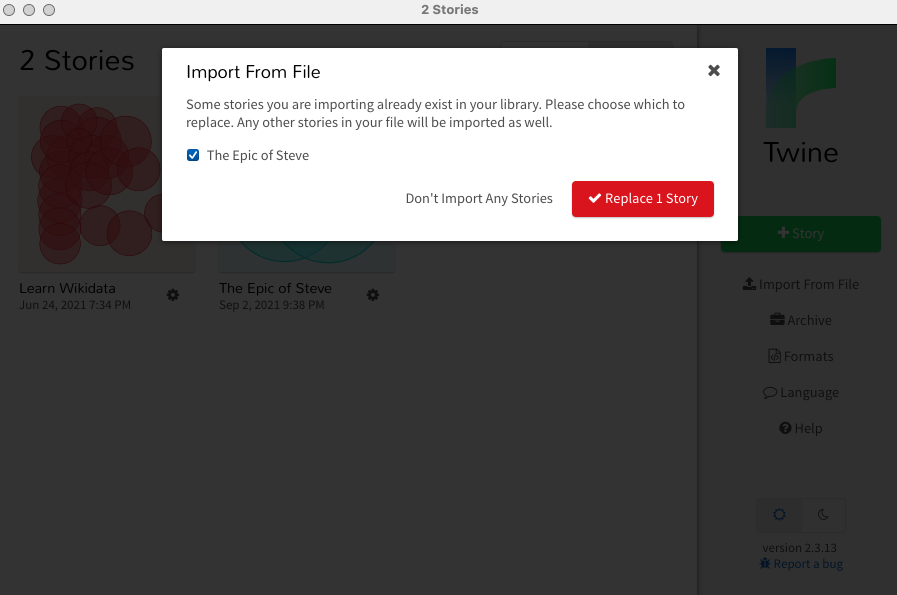 2 Stories
2 Stories
Import From File
Some stories you are importing already exist in your library. Please choose which to
replace. Any other stories in your file will be imported as well.
The Epic of Steve
Don't Import Any Stories
Replace 1 Story
Learn Wikidata
Jun 24, 2021 7:34 PM
The Epic of Steve
Sep 2, 2021 9:38 PM
Twine
Story
Import From File
Archive
Formats
Language
Help
version 2.3.13
Report a bug